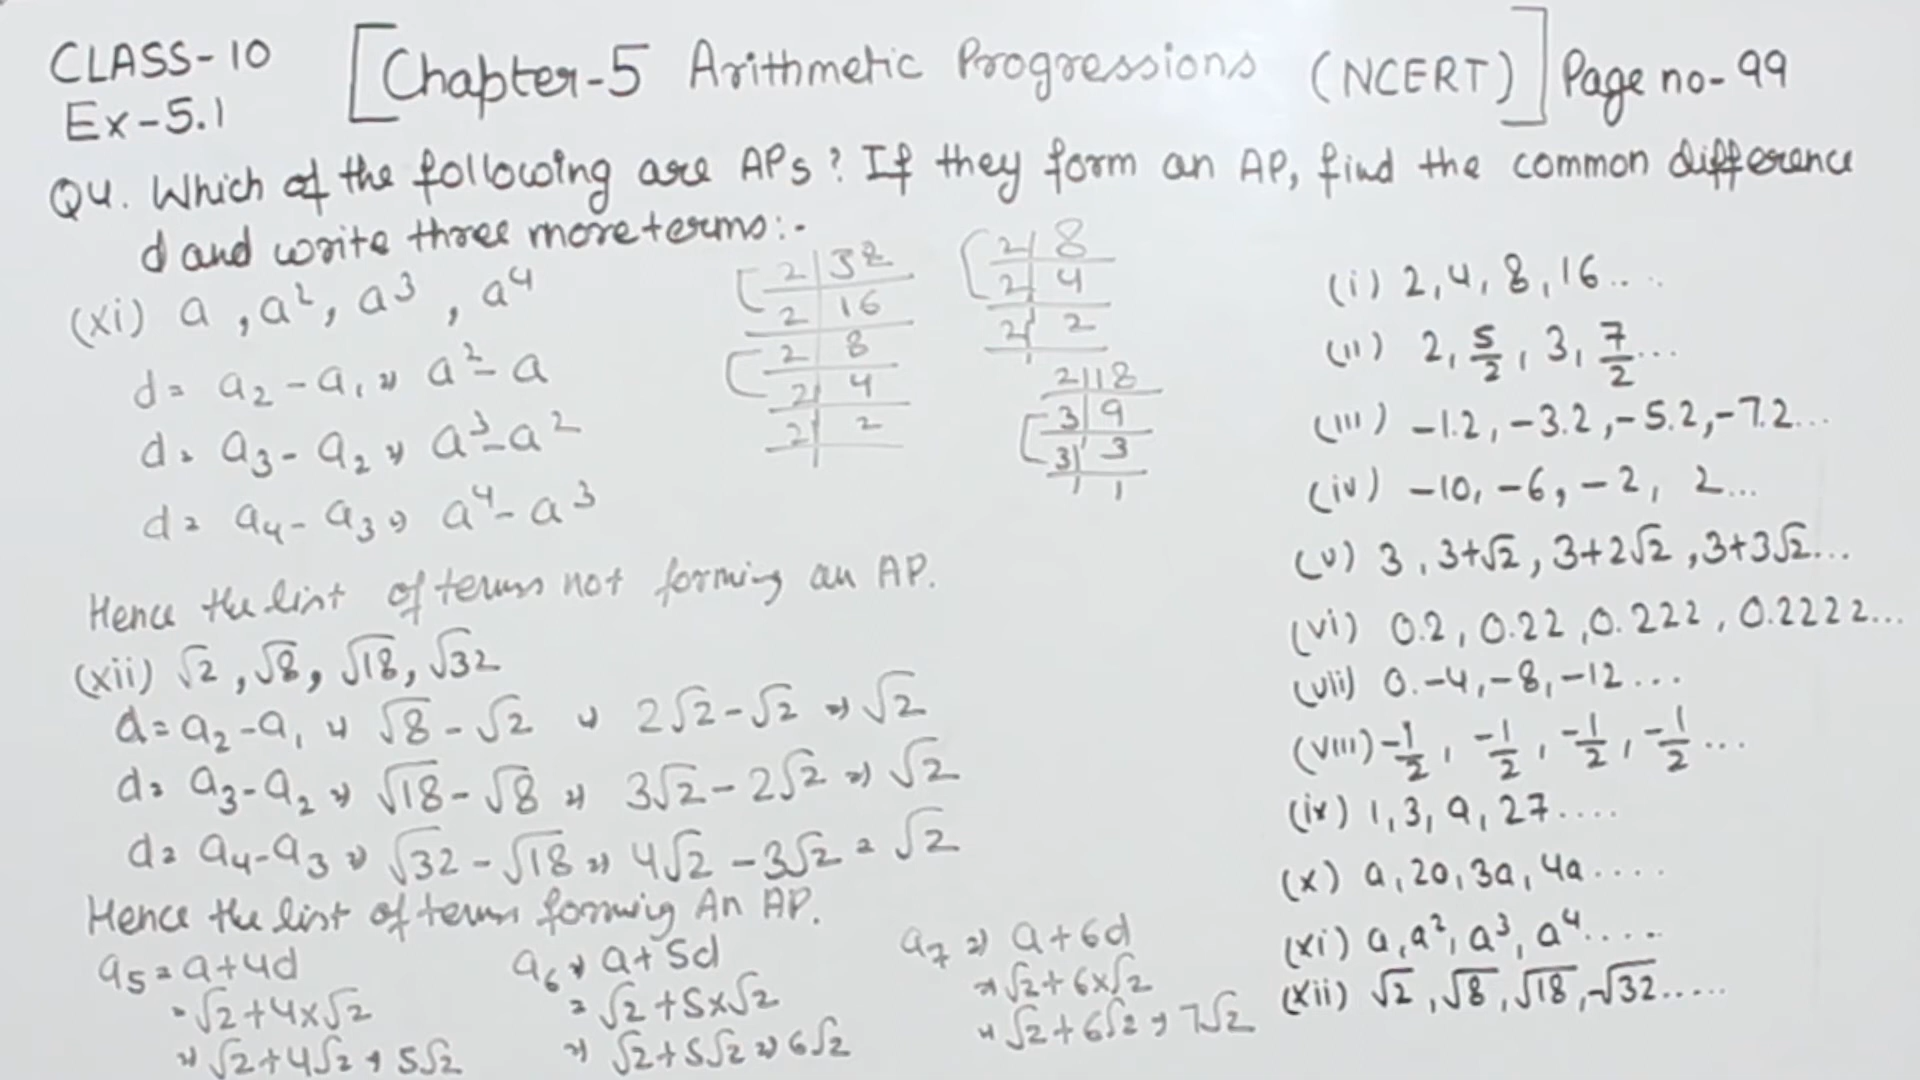 CLASS-10
Ex-5.1
[Chapter-5 Arithmetic Progressions (NCERT)] Page no-99
Q4. Which of the following are APs? If they form an AP, find the common difference
d and write three more terms:-
(xi) a, a², a³, a⁴
d = a₂ - a₁ ⇒ a² - a
d = a₃ - a₂ ⇒ a³ - a²
d = a₄ - a₃ ⇒ a⁴ - a³
Hence the list of terms not forming an AP.
(xii) √2, √8, √18, √32
d = a₂ - a₁ ⇒ √8 - √2 ⇒ 2√2 - √2 ⇒ √2
d = a₃ - a₂ ⇒ √18 - √8 ⇒ 3√2 - 2√2 ⇒ √2
d = a₄ - a₃ ⇒ √32 - √18 ⇒ 4√2 - 3√2 = √2
Hence the list of terms forming An AP.
a₅ = a+4d
= √2 + 4×√2
⇒ √2 + 4√2 ⇒ 5√2
a₆ ⇒ a+5d
= √2 + 5×√2
⇒ √2 + 5√2 ⇒ 6√2
a₇ ⇒ a+6d
⇒ √2 + 6×√2
⇒ √2 + 6√2 ⇒ 7√2
2 | 32
2 | 16
2 | 8
2 | 4
2 | 2
2 | 8
2 | 4
2 | 2
1
2 | 18
3 | 9
3 | 3
1
(i) 2, 4, 8, 16....
(ii) 2, 5/2, 3, 7/2...
(iii) -1.2, -3.2, -5.2, -7.2...
(iv) -10, -6, -2, 2...
(v) 3, 3+√2, 3+2√2, 3+3√2...
(vi) 0.2, 0.22, 0.222, 0.2222...
(vii) 0. -4, -8, -12...
(viii) -1/2, -1/2, -1/2, -1/2...
(ix) 1, 3, 9, 27....
(x) a, 2a, 3a, 4a....
(xi) a, a², a³, a⁴.....
(xii) √2, √8, √18, √32.....